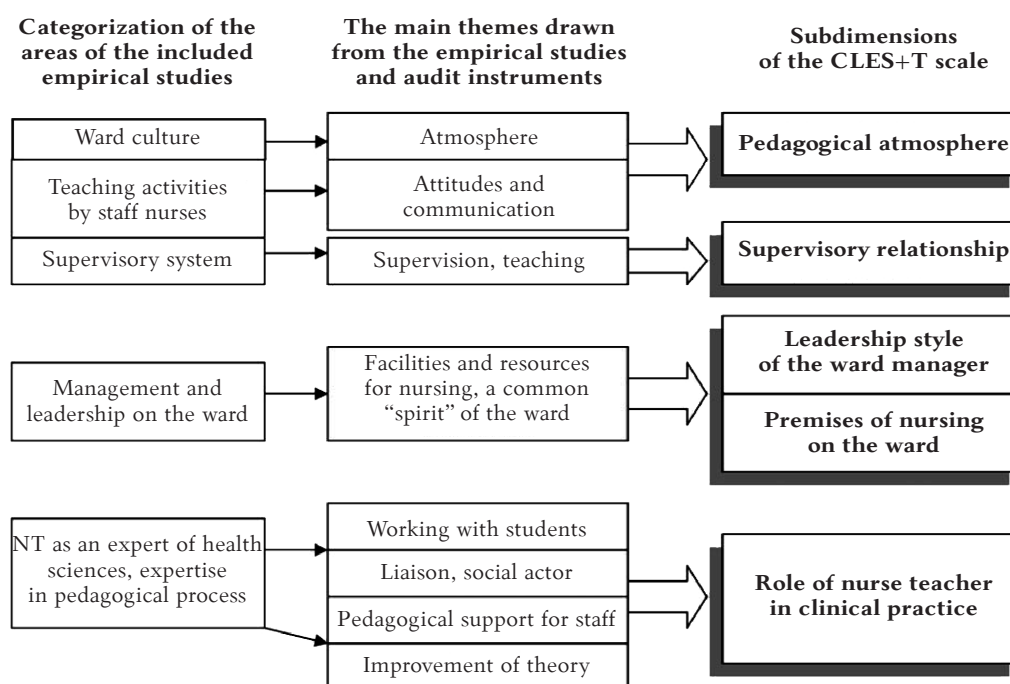 Categorization of the
areas of the included
empirical studies
The main themes drawn
from the empirical studies
and audit instruments
Subdimensions
of the CLES+T scale
Ward culture
Teaching activities
by staff nurses
Supervisory system
Atmosphere
Attitudes and
communication
Supervision, teaching
Pedagogical atmosphere
Supervisory relationship
Management and
leadership on the ward
Facilities and resources
for nursing, a common
“spirit” of the ward
Leadership style
of the ward manager
Premises of nursing
on the ward
NT as an expert of health
sciences, expertise
in pedagogical process
Working with students
Liaison, social actor
Pedagogical support for staff
Improvement of theory
Role of nurse teacher
in clinical practice